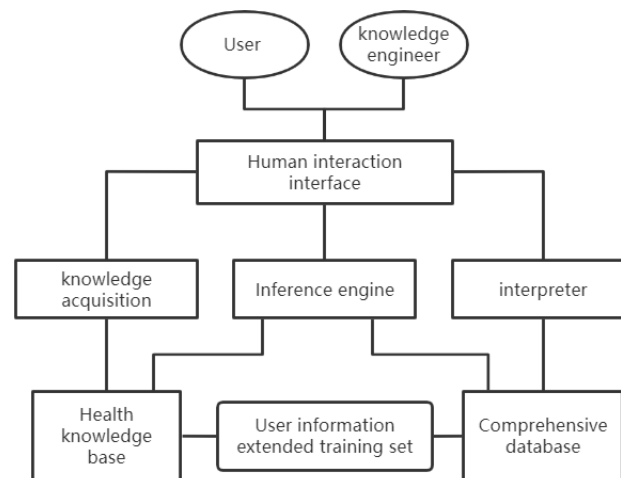 User
knowledge
engineer
Human interaction
interface
knowledge
acquisition
Inference engine
interpreter
Health
knowledge
base
User information
extended training set
Comprehensive
database